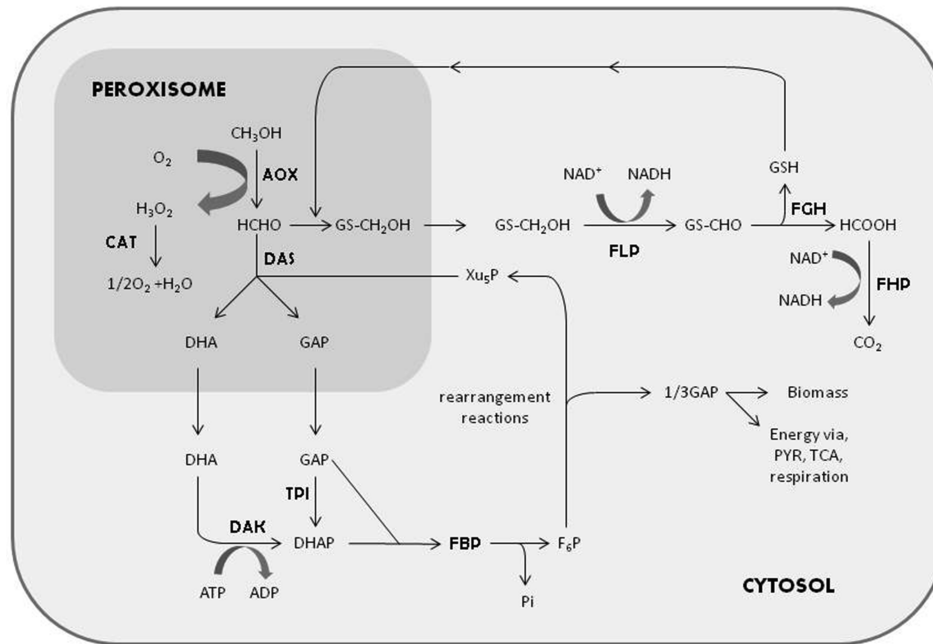 PEROXISOME
CH₃OH
O₂
AOX
GSH
NAD⁺ NADH
H₃O₂
FGH
HCHO
GS-CH₂OH
GS-CH₂OH
GS-CHO
HCOOH
CAT
DAS
FLP
NAD⁺
1/2O₂ +H₂O
Xu₅P
FHP
NADH
DHA
GAP
CO₂
rearrangement
reactions
1/3GAP
Biomass
Energy via,
PYR, TCA,
respiration
DHA
GAP
TPI
DAK
DHAP
FBP
F₆P
ATP
ADP
Pi
CYTOSOL